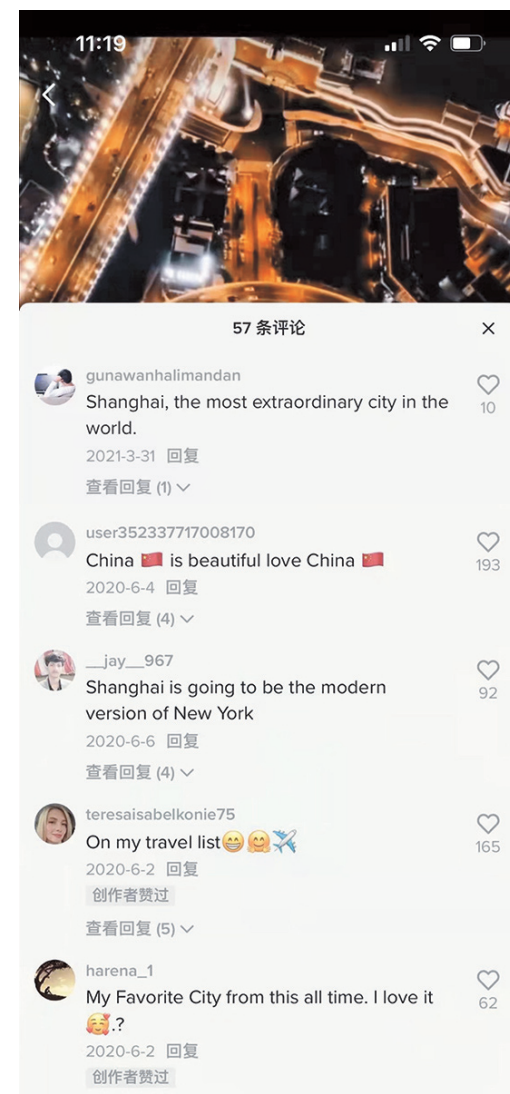 11:19
57 条评论
gunawanhalimandan
Shanghai, the most extraordinary city in the
world.
10
2021-3-31 回复
查看回复 (1)
user352337717008170
China 🇨🇳 is beautiful love China 🇨🇳
193
2020-6-4 回复
查看回复 (4)
__jay__967
Shanghai is going to be the modern
version of New York
92
2020-6-6 回复
查看回复 (4)
teresaisabelkonie75
On my travel list😁🤗✈️
165
2020-6-2 回复
创作者赞过
查看回复 (5)
harena_1
My Favorite City from this all time. I love it
🥰.?
62
2020-6-2 回复
创作者赞过